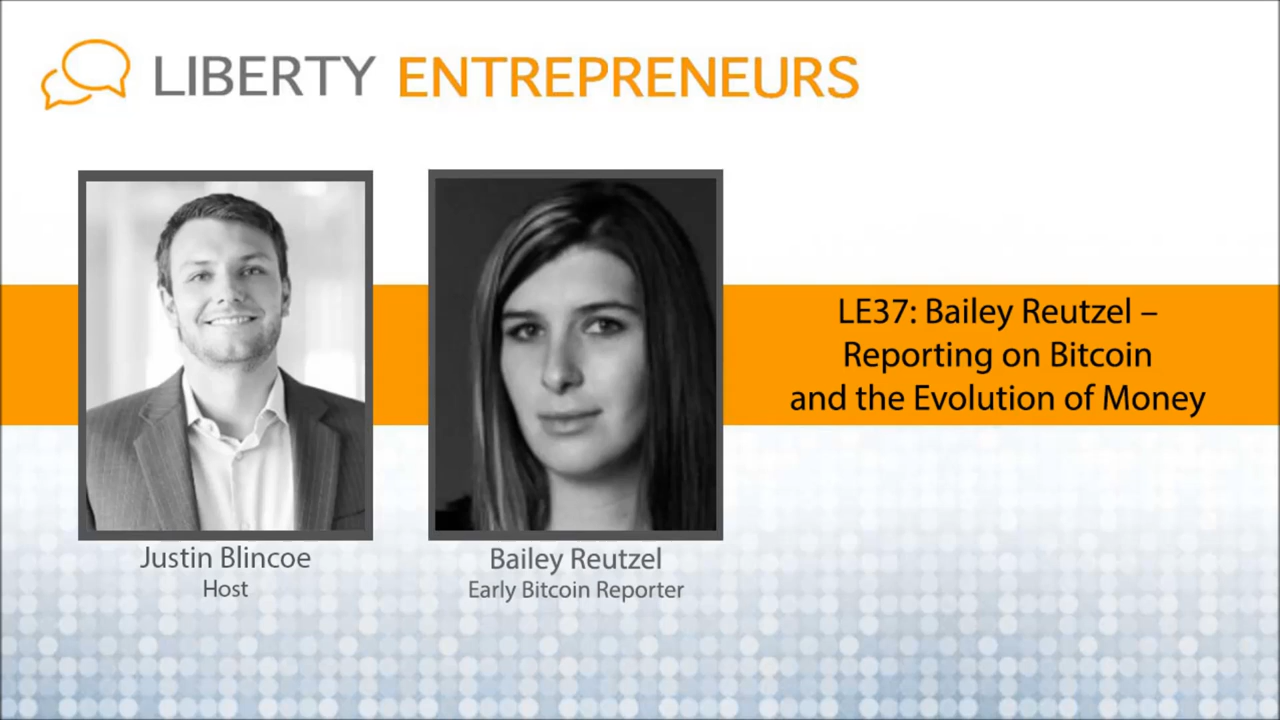 LIBERTY ENTREPRENEURS
LE37: Bailey Reutzel –
Reporting on Bitcoin
and the Evolution of Money
Justin Blincoe
Host
Bailey Reutzel
Early Bitcoin Reporter